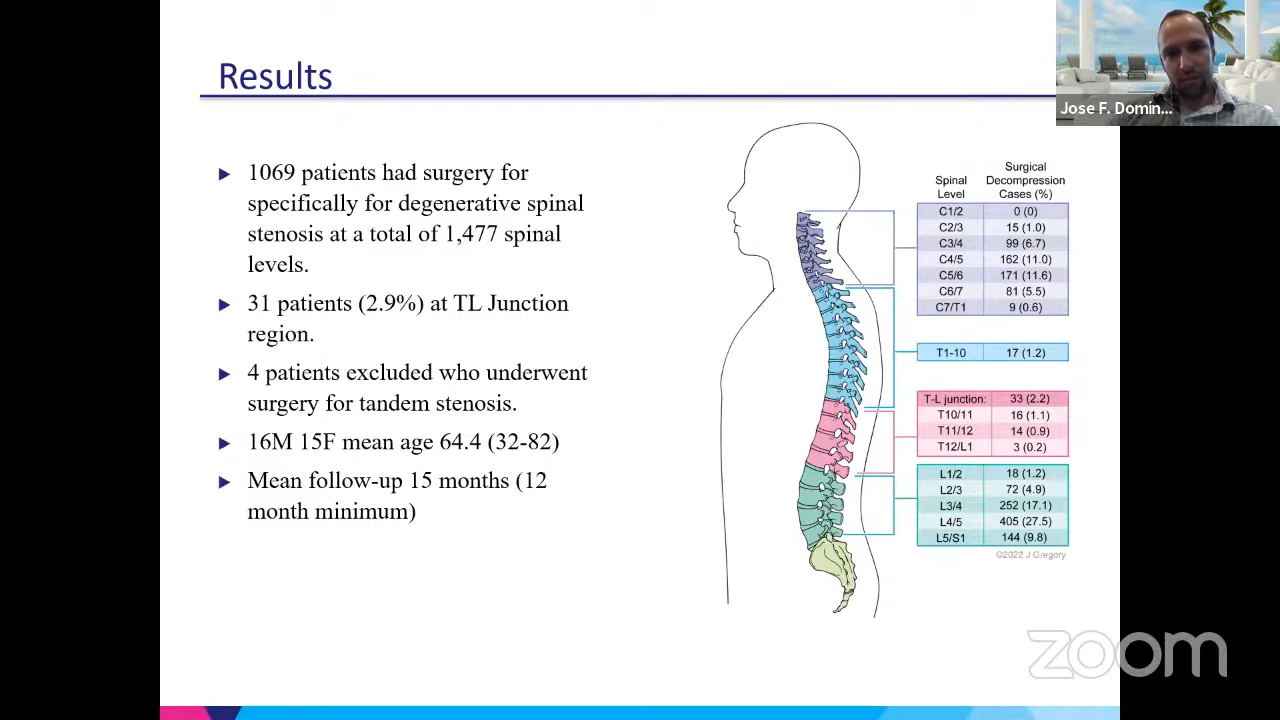 Results
Jose F. Domin...
1069 patients had surgery for
specifically for degenerative spinal
stenosis at a total of 1,477 spinal
levels.
31 patients (2.9%) at TL Junction
region.
4 patients excluded who underwent
surgery for tandem stenosis.
16M 15F mean age 64.4 (32-82)
Mean follow-up 15 months (12
month minimum)
Spinal Level Surgical Decompression Cases (%)
C1/2 0 (0)
C2/3 15 (1.0)
C3/4 99 (6.7)
C4/5 162 (11.0)
C5/6 171 (11.6)
C6/7 81 (5.5)
C7/T1 9 (0.6)
T1-10 17 (1.2)
T-L junction: 33 (2.2)
T10/11 16 (1.1)
T11/12 14 (0.9)
T12/L1 3 (0.2)
L1/2 18 (1.2)
L2/3 72 (4.9)
L3/4 252 (17.1)
L4/5 405 (27.5)
L5/S1 144 (9.8)
©2022 J Gregory
zoom